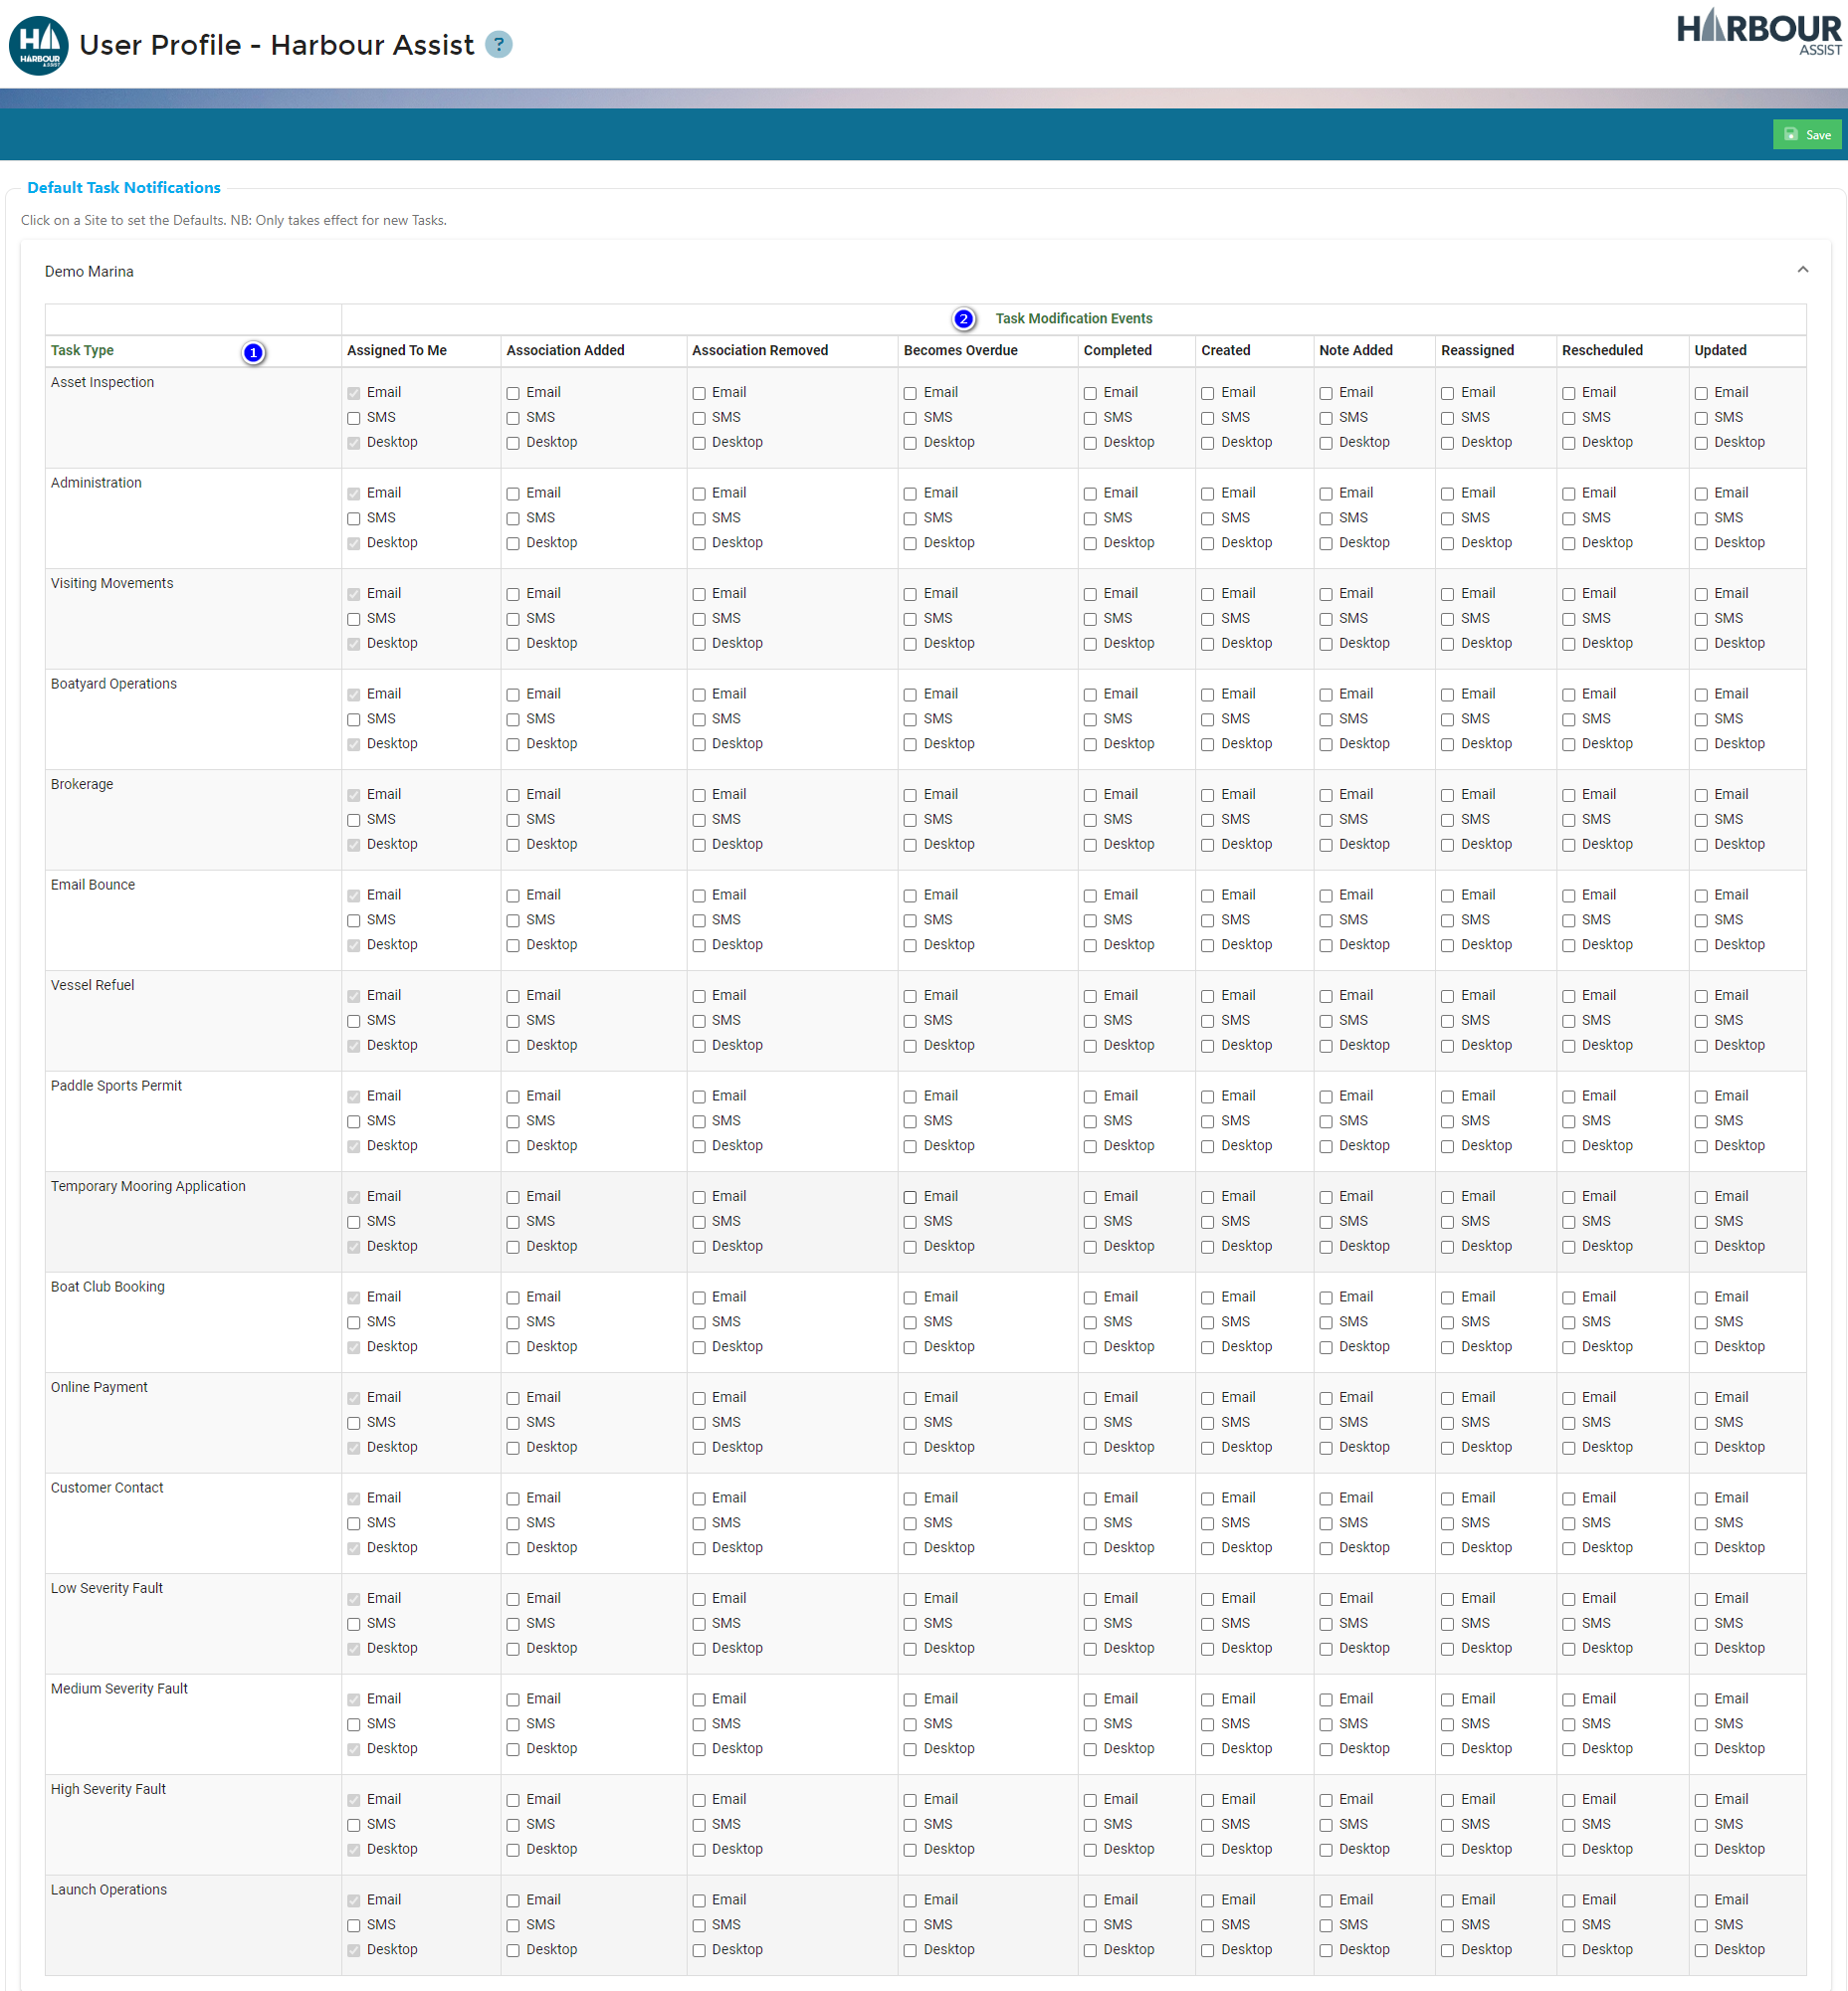 HA
HARBOUR
ASSIST
User Profile - Harbour Assist ?
HARBOUR
ASSIST
Save
Default Task Notifications
Click on a Site to set the Defaults. NB: Only takes effect for new Tasks.
Demo Marina
2 Task Modification Events
Task Type 1 Assigned To Me Association Added Association Removed Becomes Overdue Completed Created Note Added Reassigned Rescheduled Updated
Asset Inspection
Email Email Email Email Email Email Email Email Email Email
SMS SMS SMS SMS SMS SMS SMS SMS SMS SMS
Desktop Desktop Desktop Desktop Desktop Desktop Desktop Desktop Desktop Desktop
Administration
Email Email Email Email Email Email Email Email Email Email
SMS SMS SMS SMS SMS SMS SMS SMS SMS SMS
Desktop Desktop Desktop Desktop Desktop Desktop Desktop Desktop Desktop Desktop
Visiting Movements
Email Email Email Email Email Email Email Email Email Email
SMS SMS SMS SMS SMS SMS SMS SMS SMS SMS
Desktop Desktop Desktop Desktop Desktop Desktop Desktop Desktop Desktop Desktop
Boatyard Operations
Email Email Email Email Email Email Email Email Email Email
SMS SMS SMS SMS SMS SMS SMS SMS SMS SMS
Desktop Desktop Desktop Desktop Desktop Desktop Desktop Desktop Desktop Desktop
Brokerage
Email Email Email Email Email Email Email Email Email Email
SMS SMS SMS SMS SMS SMS SMS SMS SMS SMS
Desktop Desktop Desktop Desktop Desktop Desktop Desktop Desktop Desktop Desktop
Email Bounce
Email Email Email Email Email Email Email Email Email Email
SMS SMS SMS SMS SMS SMS SMS SMS SMS SMS
Desktop Desktop Desktop Desktop Desktop Desktop Desktop Desktop Desktop Desktop
Vessel Refuel
Email Email Email Email Email Email Email Email Email Email
SMS SMS SMS SMS SMS SMS SMS SMS SMS SMS
Desktop Desktop Desktop Desktop Desktop Desktop Desktop Desktop Desktop Desktop
Paddle Sports Permit
Email Email Email Email Email Email Email Email Email Email
SMS SMS SMS SMS SMS SMS SMS SMS SMS SMS
Desktop Desktop Desktop Desktop Desktop Desktop Desktop Desktop Desktop Desktop
Temporary Mooring Application
Email Email Email Email Email Email Email Email Email Email
SMS SMS SMS SMS SMS SMS SMS SMS SMS SMS
Desktop Desktop Desktop Desktop Desktop Desktop Desktop Desktop Desktop Desktop
Boat Club Booking
Email Email Email Email Email Email Email Email Email Email
SMS SMS SMS SMS SMS SMS SMS SMS SMS SMS
Desktop Desktop Desktop Desktop Desktop Desktop Desktop Desktop Desktop Desktop
Online Payment
Email Email Email Email Email Email Email Email Email Email
SMS SMS SMS SMS SMS SMS SMS SMS SMS SMS
Desktop Desktop Desktop Desktop Desktop Desktop Desktop Desktop Desktop Desktop
Customer Contact
Email Email Email Email Email Email Email Email Email Email
SMS SMS SMS SMS SMS SMS SMS SMS SMS SMS
Desktop Desktop Desktop Desktop Desktop Desktop Desktop Desktop Desktop Desktop
Low Severity Fault
Email Email Email Email Email Email Email Email Email Email
SMS SMS SMS SMS SMS SMS SMS SMS SMS SMS
Desktop Desktop Desktop Desktop Desktop Desktop Desktop Desktop Desktop Desktop
Medium Severity Fault
Email Email Email Email Email Email Email Email Email Email
SMS SMS SMS SMS SMS SMS SMS SMS SMS SMS
Desktop Desktop Desktop Desktop Desktop Desktop Desktop Desktop Desktop Desktop
High Severity Fault
Email Email Email Email Email Email Email Email Email Email
SMS SMS SMS SMS SMS SMS SMS SMS SMS SMS
Desktop Desktop Desktop Desktop Desktop Desktop Desktop Desktop Desktop Desktop
Launch Operations
Email Email Email Email Email Email Email Email Email Email
SMS SMS SMS SMS SMS SMS SMS SMS SMS SMS
Desktop Desktop Desktop Desktop Desktop Desktop Desktop Desktop Desktop Desktop